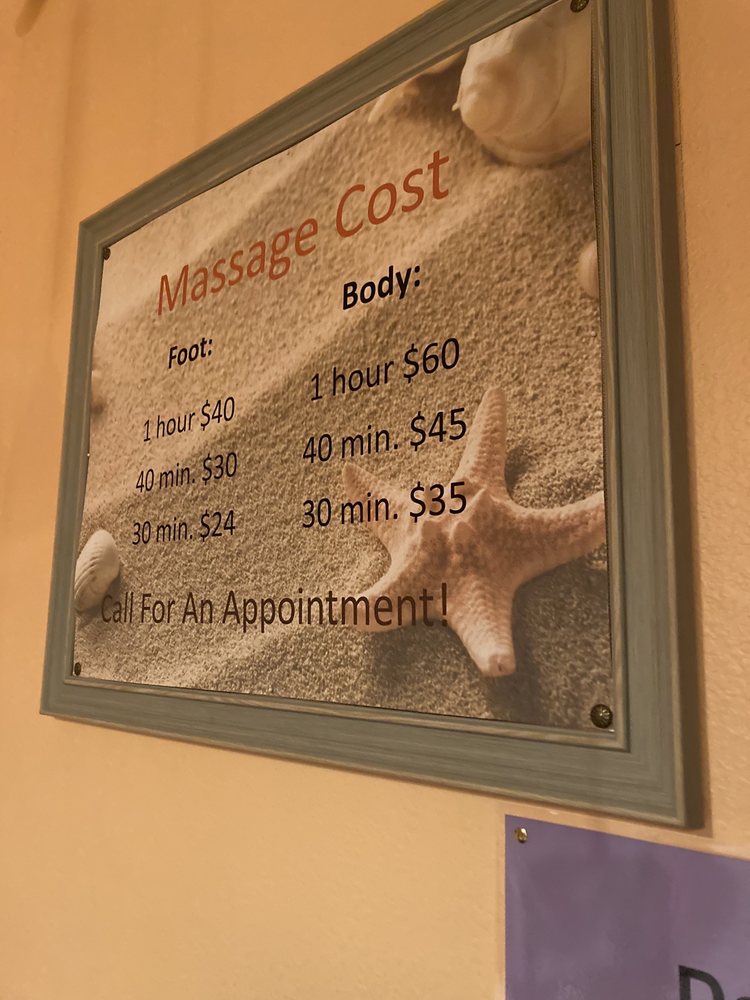 Massage Cost
Foot:
1 hour $40
40 min. $30
30 min. $24
Body:
1 hour $60
40 min. $45
30 min. $35
Call For An Appointment!